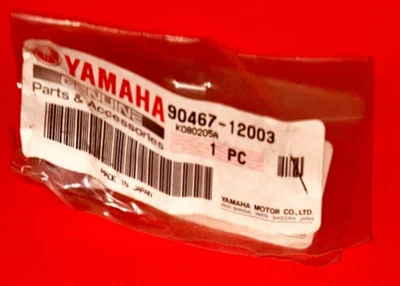 YAMAHA
GENUINE
Parts & Accessories
90467-12003
K080205A
1 PC
MADE IN JAPAN
YAMAHA MOTOR CO., LTD.